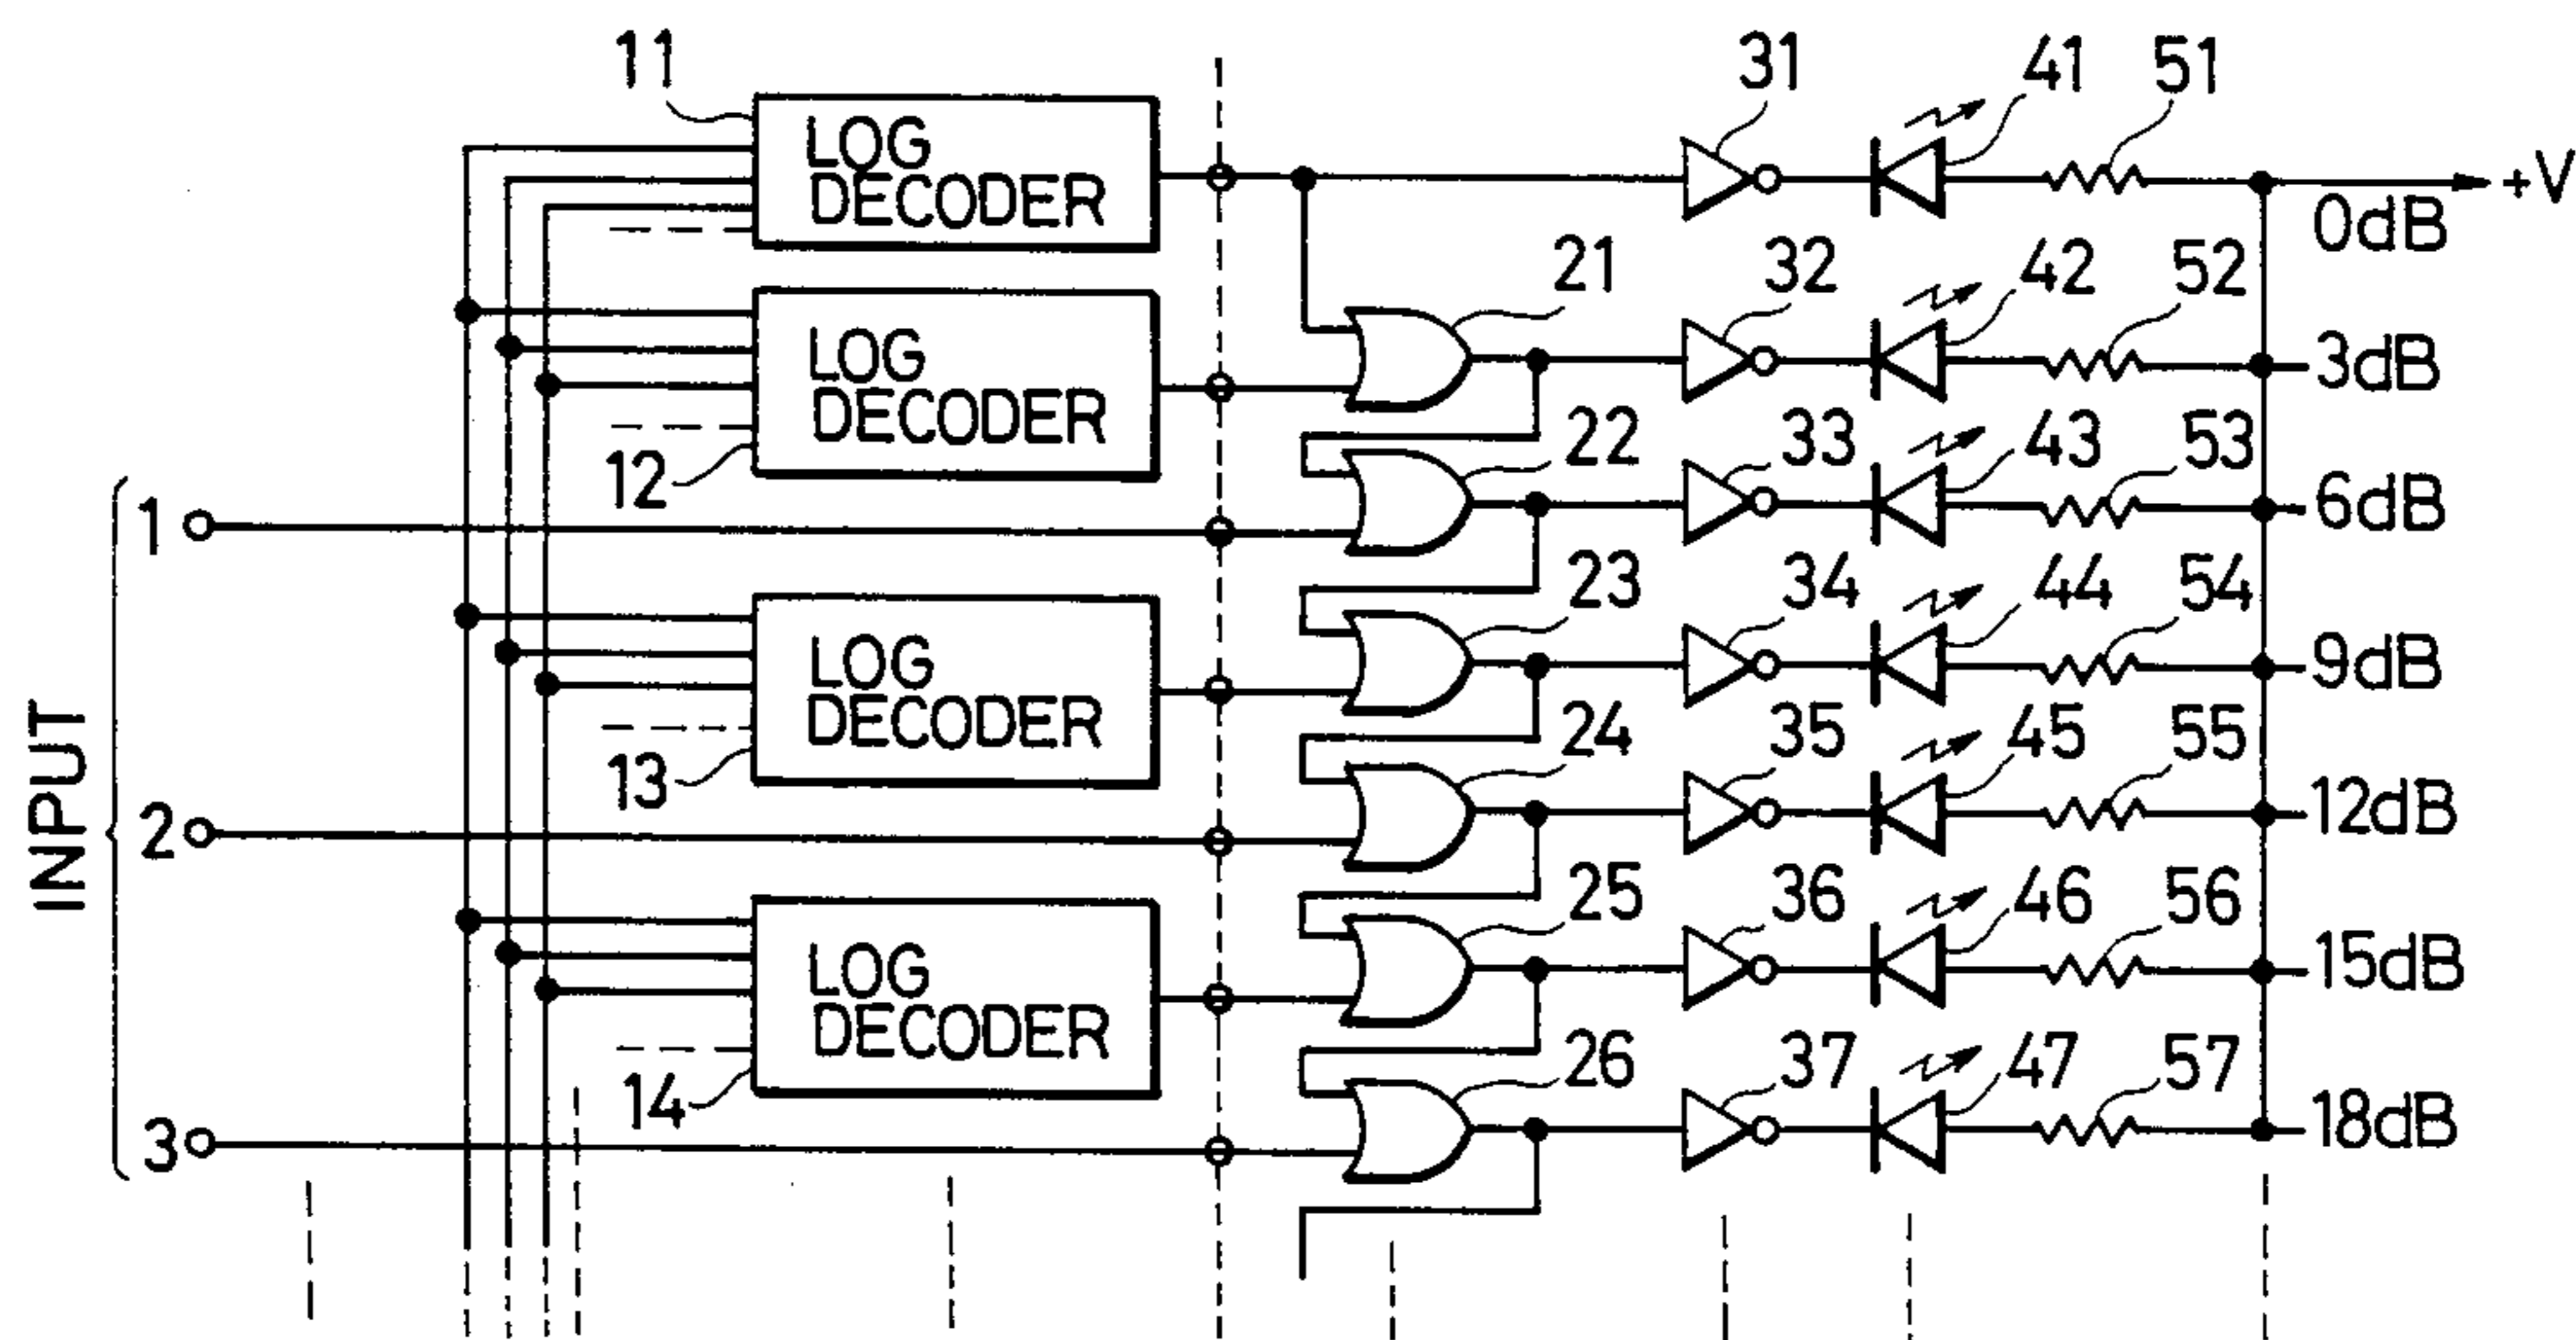 11 31 41 51
LOG
DECODER
+V
0dB
21 32 42 52
LOG
DECODER
3dB
12 22 33 43 53
1 6dB
23 34 44 54
LOG
DECODER
9dB
13 24 35 45 55
INPUT
2 12dB
25 36 46 56
LOG
DECODER
15dB
14 26 37 47 57
3 18dB